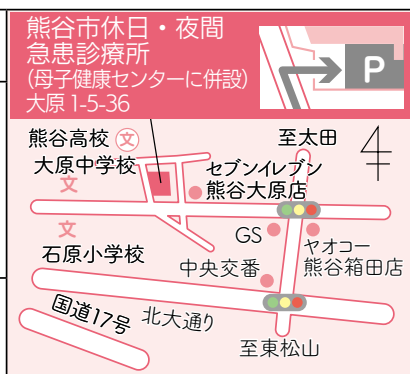 熊谷市休日・夜間
急患診療所
(母子健康センターに併設)
大原 1-5-36
P
熊谷高校 文
至太田
大原中学校
セブンイレブン
熊谷大原店
文
文
GS
ヤオコー
熊谷箱田店
石原小学校
中央交番
国道17号
北大通り
至東松山